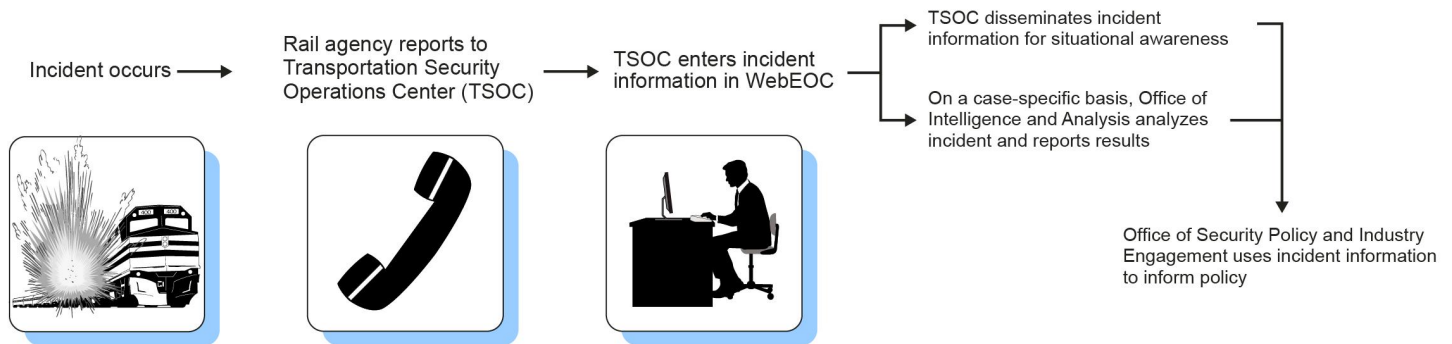 Incident occurs
Rail agency reports to
Transportation Security
Operations Center (TSOC)
TSOC enters incident
information in WebEOC
TSOC disseminates incident
information for situational awareness
On a case-specific basis, Office of
Intelligence and Analysis analyzes
incident and reports results
Office of Security Policy and Industry
Engagement uses incident information
to inform policy
400 400